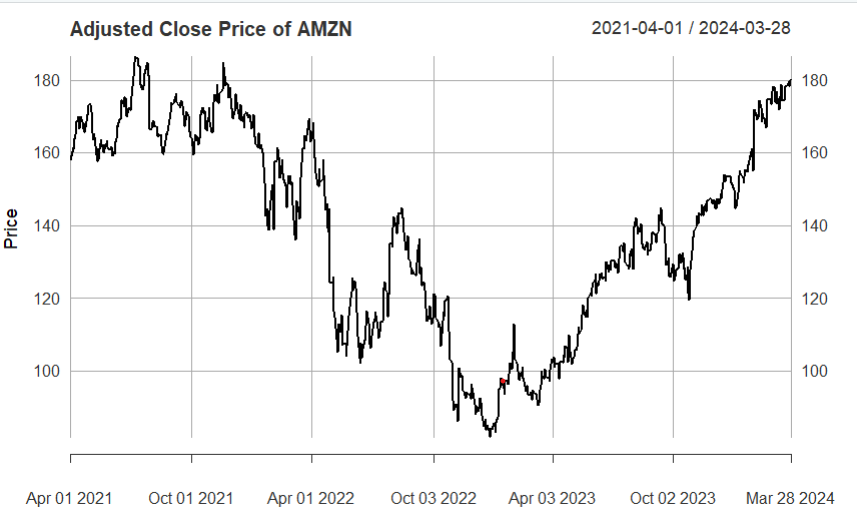 Adjusted Close Price of AMZN
2021-04-01 / 2024-03-28
180 180
160 160
140 140
120 120
100 100
Price
Apr 01 2021 Oct 01 2021 Apr 01 2022 Oct 03 2022 Apr 03 2023 Oct 02 2023 Mar 28 2024